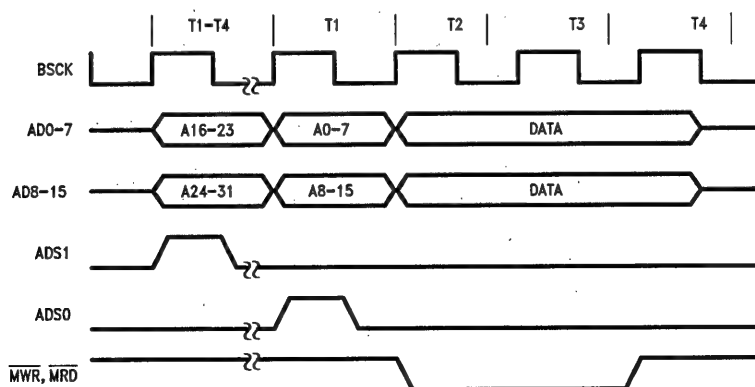 T1-T4 T1 T2 T3 T4
BSCK
AD0-7 A16-23 A0-7 DATA
AD8-15 A24-31 A8-15 DATA
ADS1
ADS0
MWR, MRD